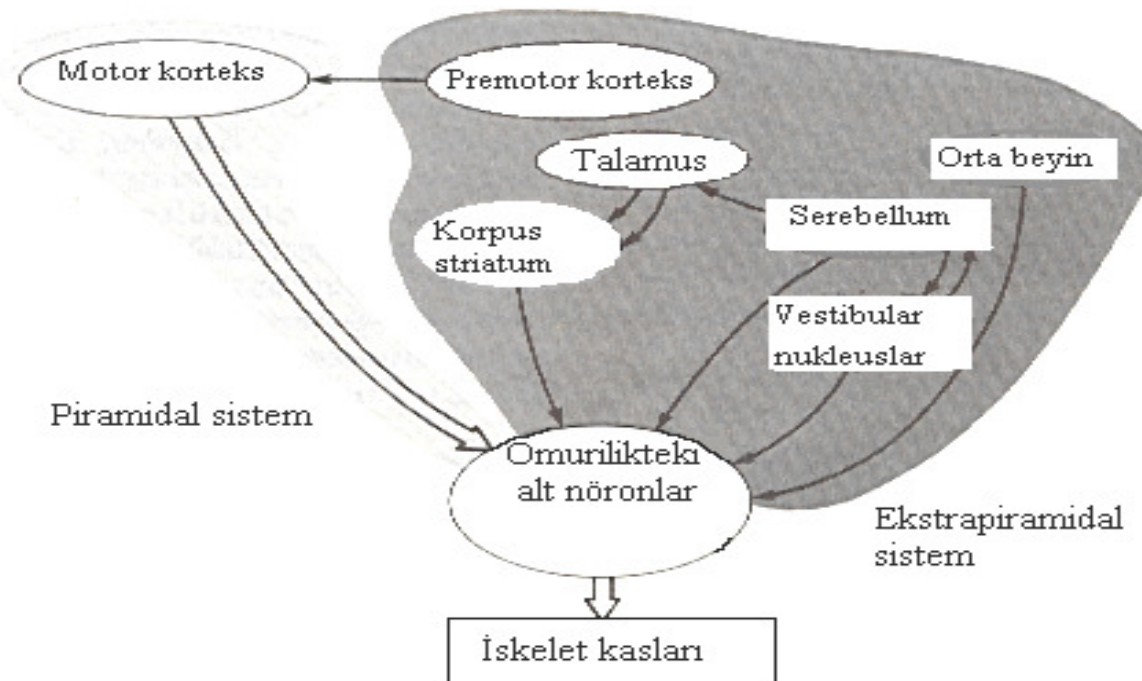 Motor korteks
Premotor korteks
Talamus
Orta beyin
Serebellum
Korpus
striatum
Vestibular
nukleuslar
Piramidal sistem
Omurilikteki
alt nöronlar
Ekstrapiramidal
sistem
İskelet kasları